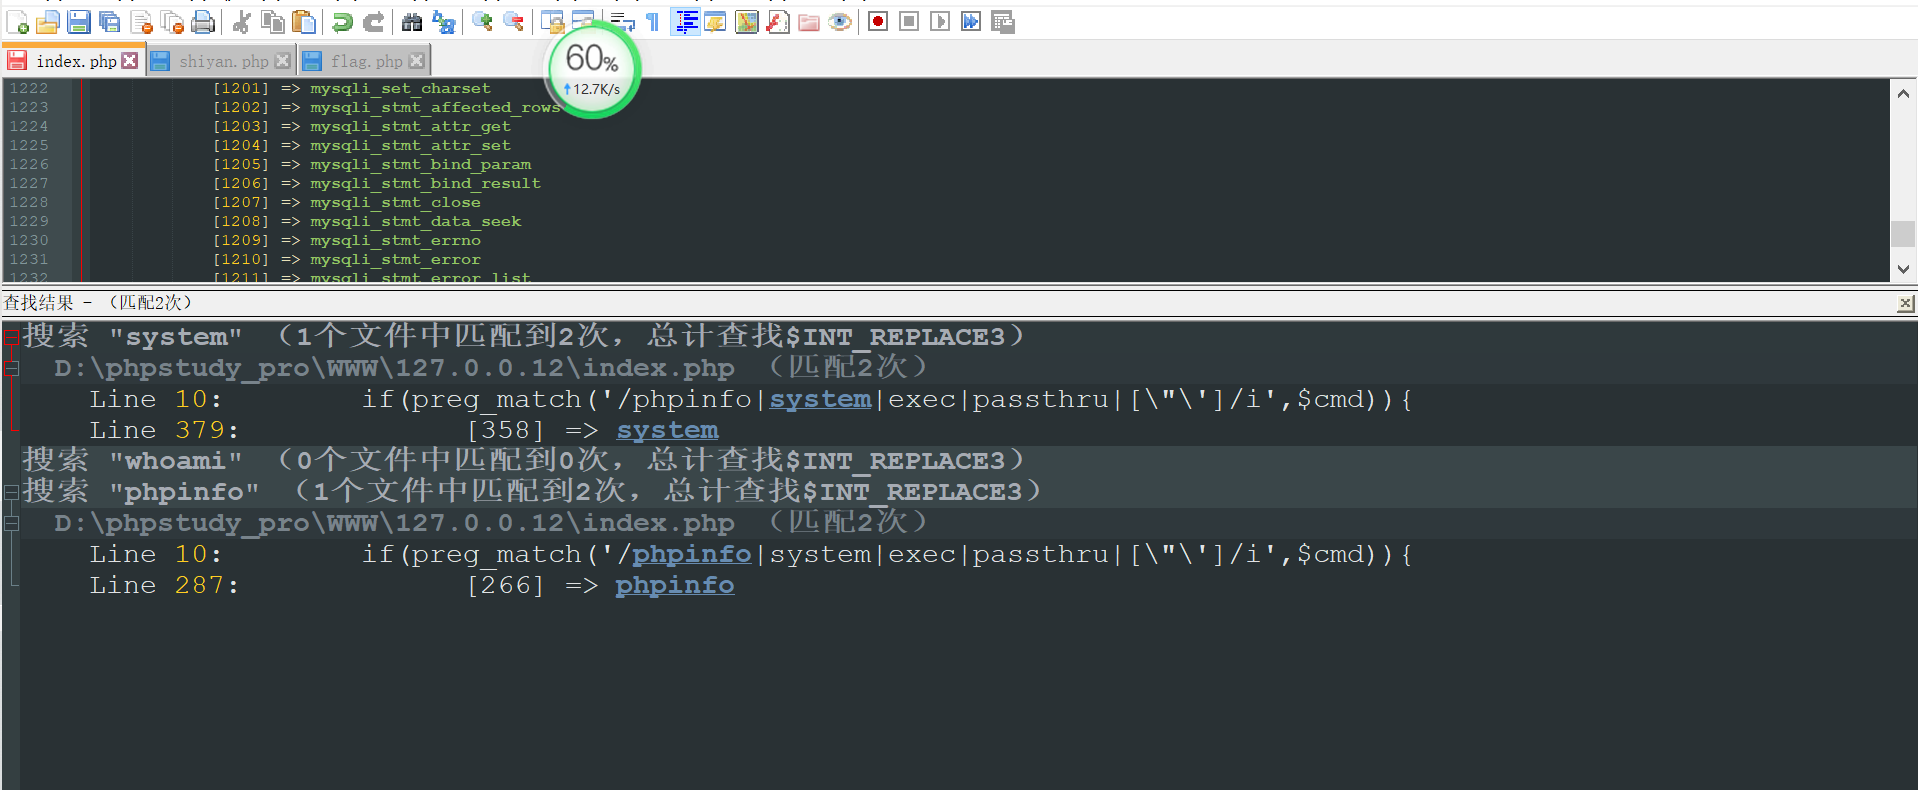 index.php shiyan.php flag.php
60%
12.7K/s
1222 [1201] => mysqli_set_charset
1223 [1202] => mysqli_stmt_affected_rows
1224 [1203] => mysqli_stmt_attr_get
1225 [1204] => mysqli_stmt_attr_set
1226 [1205] => mysqli_stmt_bind_param
1227 [1206] => mysqli_stmt_bind_result
1228 [1207] => mysqli_stmt_close
1229 [1208] => mysqli_stmt_data_seek
1230 [1209] => mysqli_stmt_errno
1231 [1210] => mysqli_stmt_error
1232 [1211] => mysqli_stmt_error_list
查找结果 - （匹配2次）
搜索 "system" （1个文件中匹配到2次，总计查找$INT_REPLACE3）
D:\phpstudy_pro\WWW\127.0.0.12\index.php （匹配2次）
Line 10: if(preg_match('/phpinfo|system|exec|passthru|[\"\']/i',$cmd)){
Line 379: [358] => system
搜索 "whoami" （0个文件中匹配到0次，总计查找$INT_REPLACE3）
搜索 "phpinfo" （1个文件中匹配到2次，总计查找$INT_REPLACE3）
D:\phpstudy_pro\WWW\127.0.0.12\index.php （匹配2次）
Line 10: if(preg_match('/phpinfo|system|exec|passthru|[\"\']/i',$cmd)){
Line 287: [266] => phpinfo